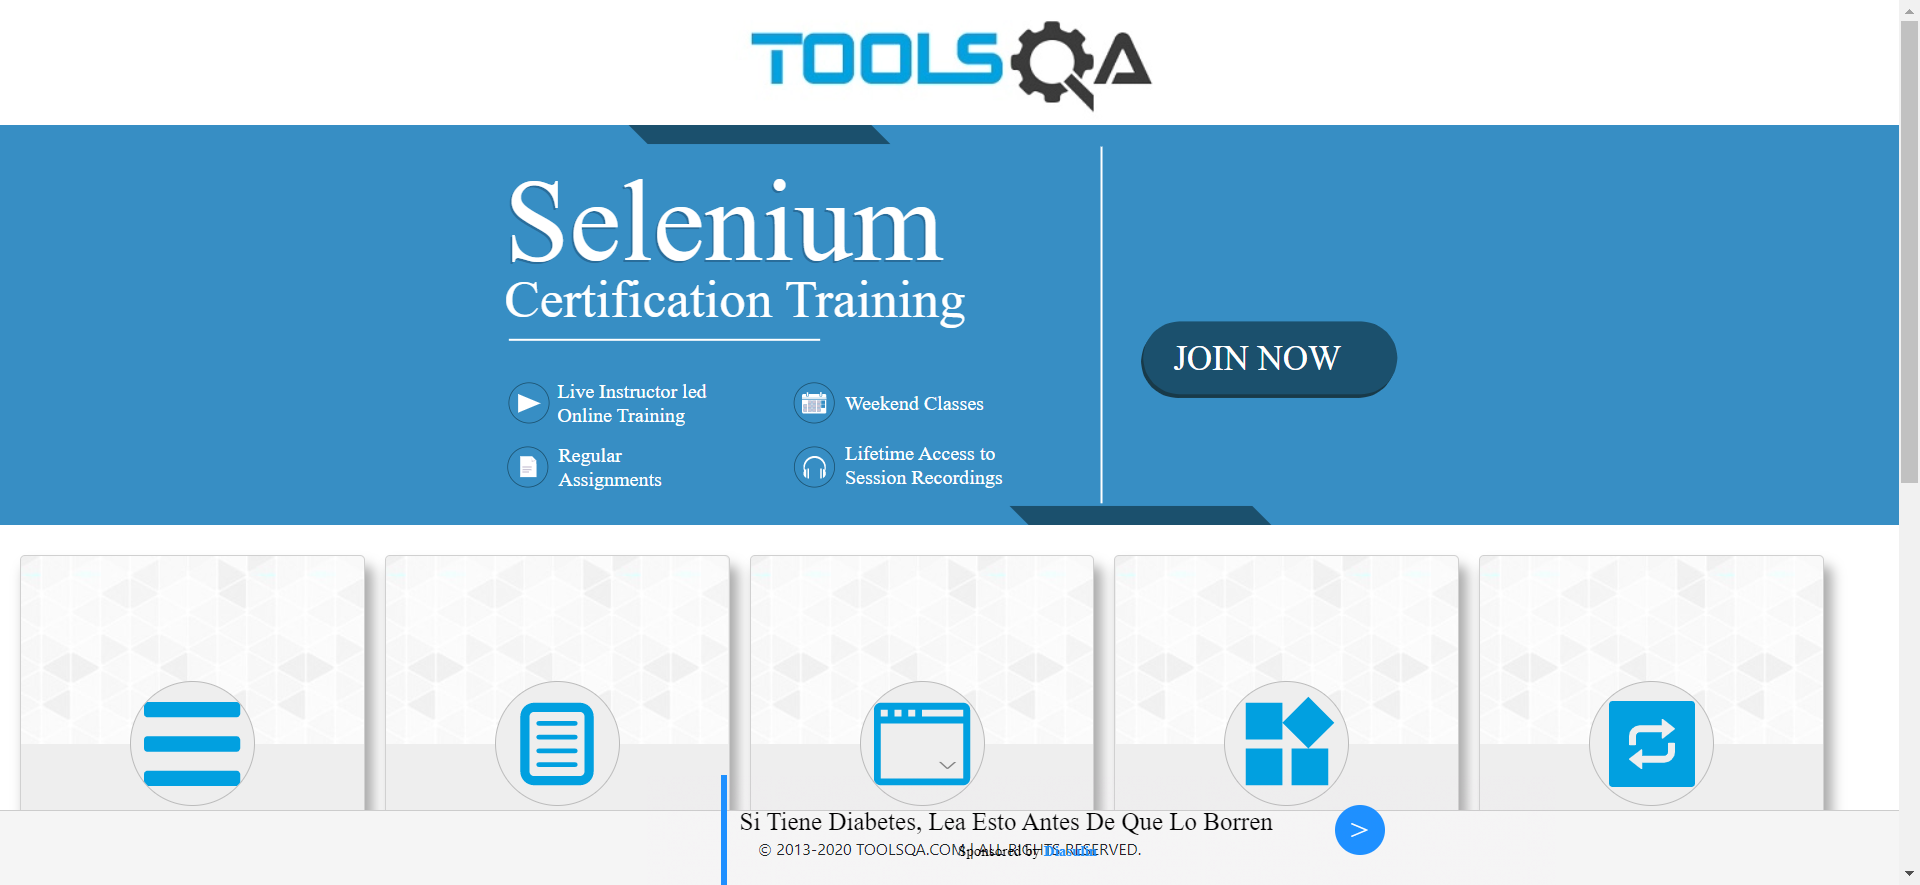 TOOLSQA
Selenium
Certification Training
Live Instructor led
Online Training
Weekend Classes
Regular
Assignments
Lifetime Access to
Session Recordings
JOIN NOW
Si Tiene Diabetes, Lea Esto Antes De Que Lo Borren
>
© 2013-2020 TOOLSQA.COM | ALL RIGHTS RESERVED.
Sponsored by